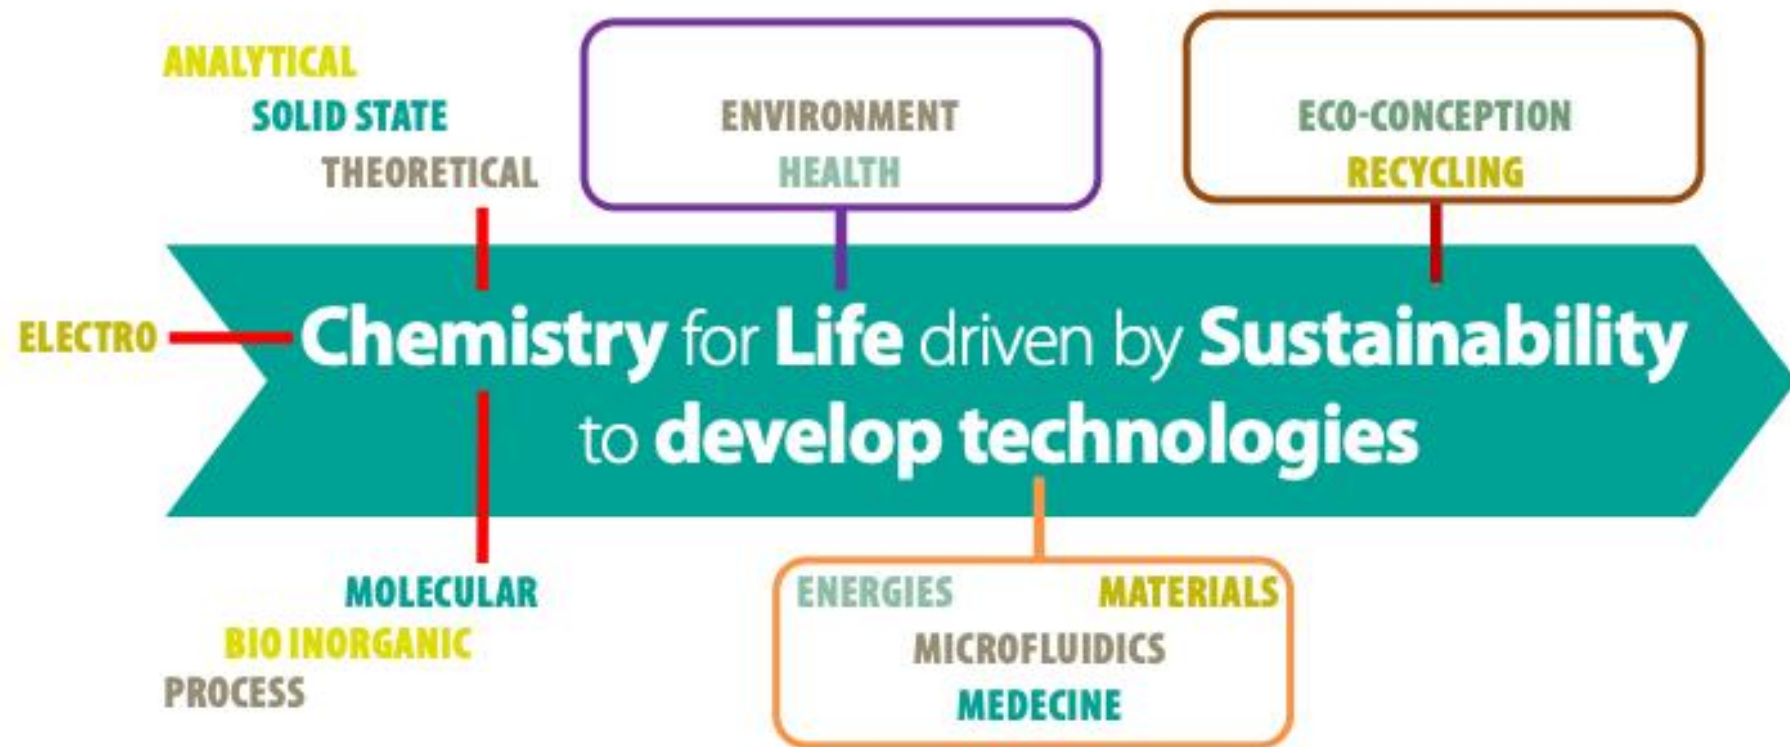 ANALYTICAL
SOLID STATE
THEORETICAL
ENVIRONMENT
HEALTH
ECO-CONCEPTION
RECYCLING
ELECTRO
Chemistry for Life driven by Sustainability
to develop technologies
MOLECULAR
BIO INORGANIC
PROCESS
ENERGIES MATERIALS
MICROFLUIDICS
MEDECINE